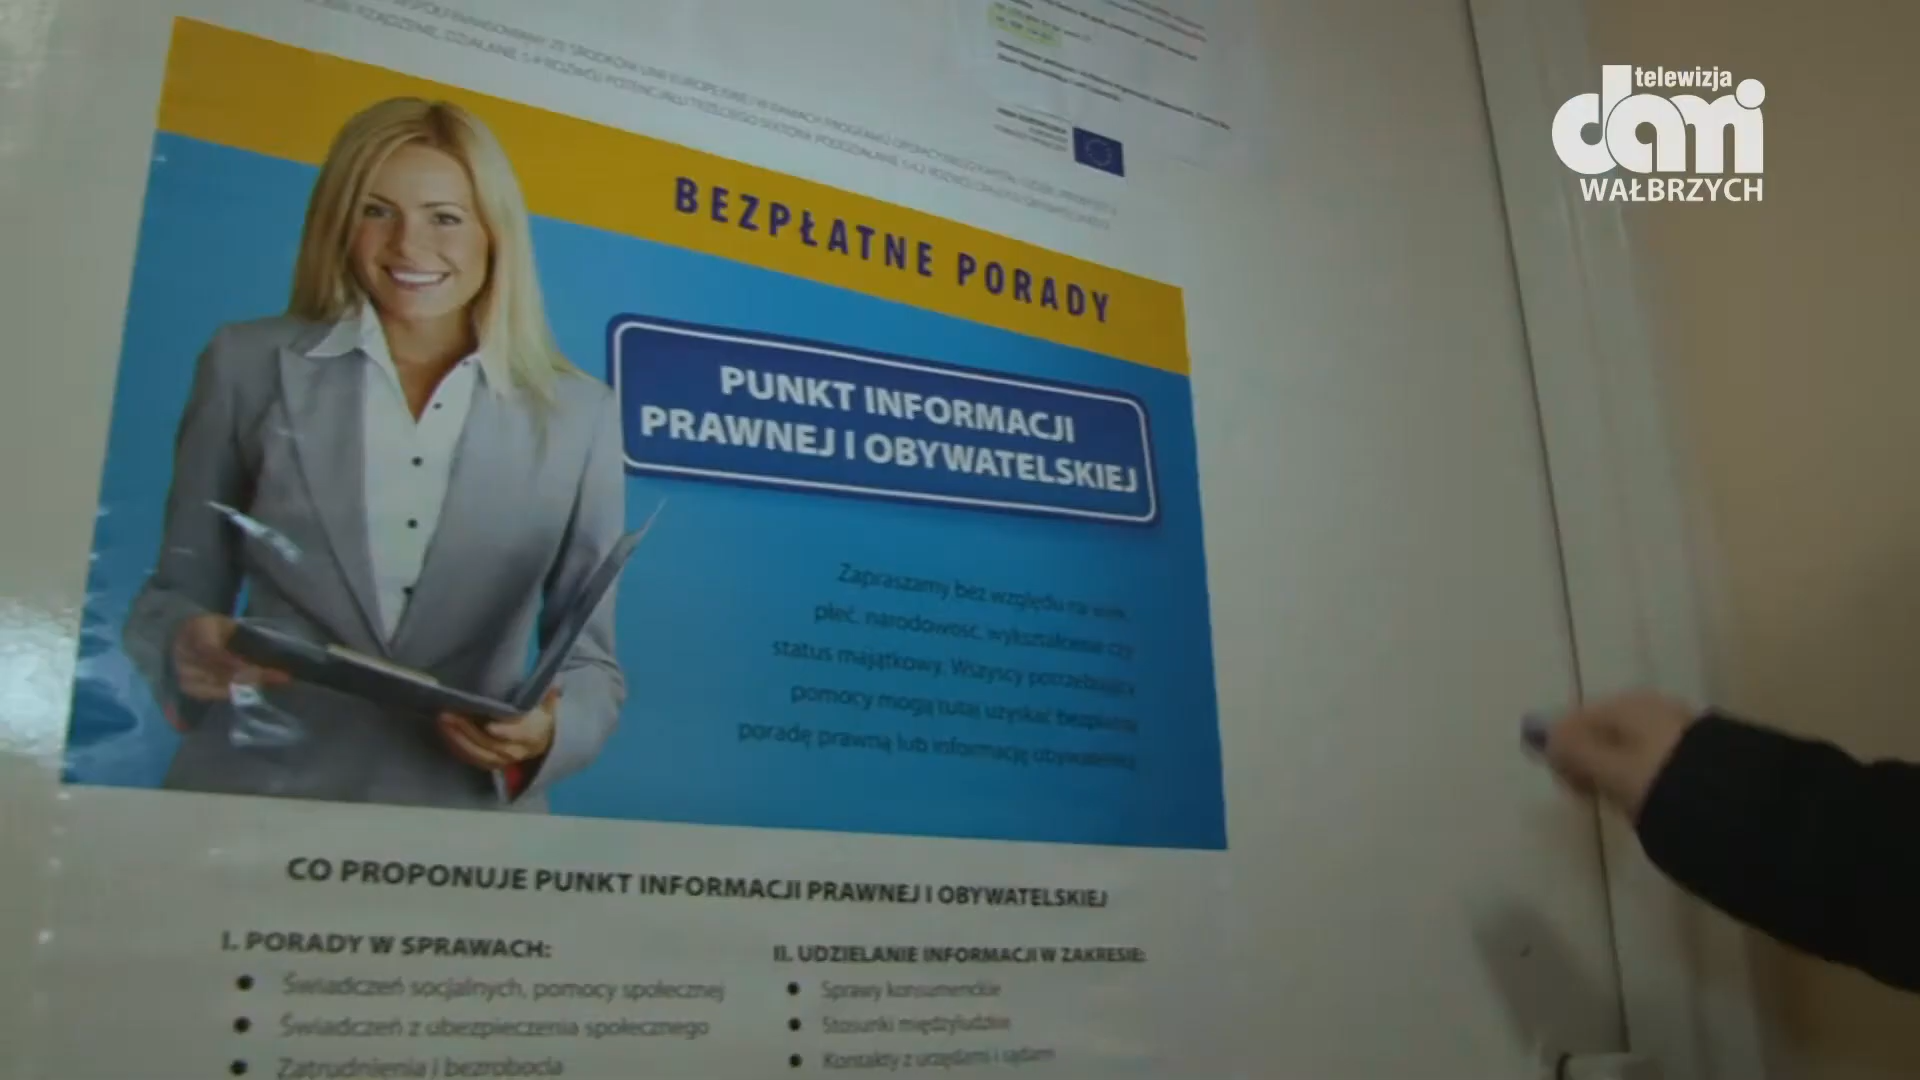 telewizja
dami
WAŁBRZYCH
BEZPŁATNE PORADY
PUNKT INFORMACJI
PRAWNEJ I OBYWATELSKIEJ
Zapraszamy bez względu na wiek,
płeć, narodowość, wykształcenie czy
status majątkowy. Wszyscy potrzebujący
pomocy mogą tutaj uzyskać bezpłatną
poradę prawną lub informację obywatelską
CO PROPONUJE PUNKT INFORMACJI PRAWNEJ I OBYWATELSKIEJ
I. PORADY W SPRAWACH:
Świadczeń socjalnych, pomocy społecznej
Świadczeń z ubezpieczenia społecznego
Zatrudnienia i bezrobocia
II. UDZIELANIE INFORMACJI W ZAKRESIE:
Sprawy konsumenckie
Stosunki międzyludzkie
Kontakty z urzędami i sądami